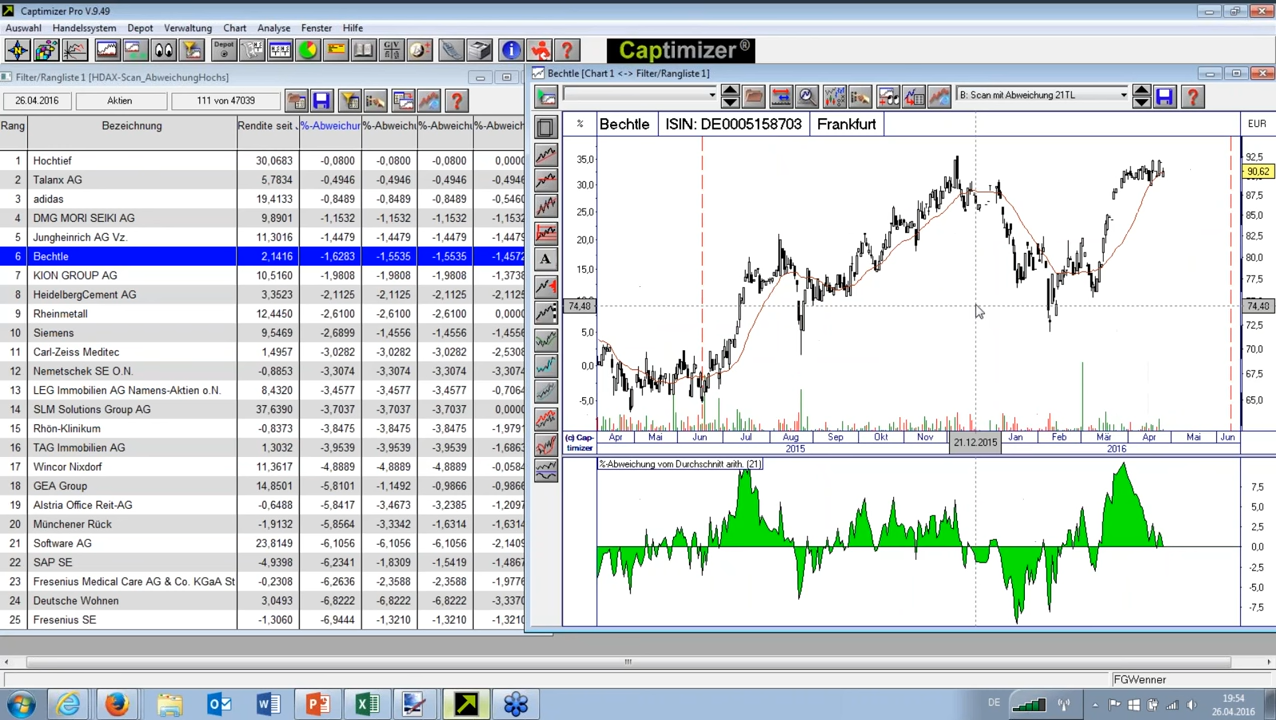 Captimizer Pro V.9.49
Auswahl Handelssystem Depot Verwaltung Chart Analyse Fenster Hilfe
Depot
Captimizer®
Filter/Rangliste 1 [HDAX-Scan_AbweichungHochs]
26.04.2016 Aktien 111 von 47039
Rang Bezeichnung Rendite seit %-Abweichur %-Abweichu %-Abweichu %-Abweichu
1 Hochtief 30,0683 -0,0800 -0,0800 -0,0800 0,0000
2 Talanx AG 5,7834 -0,4946 -0,4946 -0,4946 -0,4946
3 adidas 19,4133 -0,8489 -0,8489 -0,8489 -0,5460
4 DMG MORI SEIKI AG 9,8901 -1,1532 -1,1532 -1,1532 -1,1532
5 Jungheinrich AG Vz. 11,3016 -1,4479 -1,4479 -1,4479 -1,4479
6 Bechtle 2,1416 -1,6283 -1,5535 -1,5535 -1,4572
7 KION GROUP AG 10,5160 -1,9808 -1,9808 -1,9808 -1,3738
8 HeidelbergCement AG 3,3523 -2,1125 -2,1125 -2,1125 -2,1125
9 Rheinmetall 12,4450 -2,6100 -2,6100 -2,6100 -2,6100
10 Siemens 9,5469 -2,6899 -1,4556 -1,4556 -1,4556
11 Carl-Zeiss Meditec 1,4957 -3,0282 -3,0282 -3,0282 -2,5308
12 Nemetschek SE O.N. -0,8853 -3,3074 -3,3074 -3,3074 -3,3074
13 LEG Immobilien AG Namens-Aktien o.N. 8,4320 -3,4577 -3,4577 -3,4577 -0,7064
14 SLM Solutions Group AG 37,6390 -3,7037 -3,7037 -3,7037 0,0000
15 Rhön-Klinikum -0,8373 -3,9475 -3,9475 -3,9475 -1,9791
16 TAG Immobilien AG 1,3032 -3,9539 -3,9539 -3,9539 -1,6863
17 Wincor Nixdorf 11,3617 -4,8889 -4,8889 -4,8889 -0,0584
18 GEA Group 14,8501 -5,8101 -1,1492 -0,9866 -0,9866
19 Alstria Office Reit-AG -0,6488 -5,8417 -3,4673 -3,2385 -1,2097
20 Münchener Rück -1,9132 -5,8564 -3,3342 -1,6314 -1,6314
21 Software AG 23,8149 -6,1056 -6,1056 -6,1056 -2,1409
22 SAP SE -4,9398 -6,2341 -1,8309 -1,5419 -1,4867
23 Fresenius Medical Care AG & Co. KGaA St -0,2308 -6,2636 -2,3588 -2,3588 -1,9776
24 Deutsche Wohnen 3,0493 -6,8222 -6,8222 -6,8222 -3,3370
25 Fresenius SE -1,3060 -6,9444 -1,3210 -1,3210 -1,3210
Bechtle [Chart 1 <-> Filter/Rangliste 1]
B: Scan mit Abweichung 21TL
% Bechtle ISIN: DE0005158703 Frankfurt EUR
35,0
30,0
25,0
20,0
15,0
74,48
5,0
0,0
-5,0
92,5
90,62
87,5
85,0
82,5
80,0
77,5
74,48
72,5
70,0
67,5
65,0
A
(c) Cap-timizer
Apr Mai Jun Jul Aug Sep Okt Nov 21.12.2015 Jan Feb Mär Apr Mai Jun
2015 2016
%-Abweichung vom Durchschnitt arith. (21)
7,5
5,0
2,5
0,0
-2,5
-5,0
-7,5
FGWenner
DE
19:54
26.04.2016